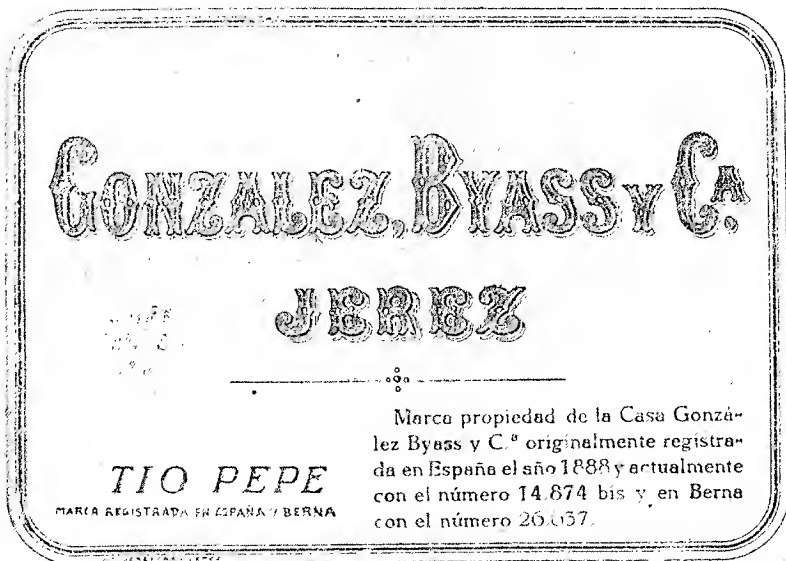 GONZALEZ, BYASS Y C.A
JEREZ
Marca propiedad de la Casa Gonzá-
lez Byass y C.ª originalmente registra-
da en España el año 1888 y actualmente
con el número 14.874 bis y en Berna
con el número 26.037.
TIO PEPE
MARCA REGISTRADA EN ESPAÑA Y BERNA